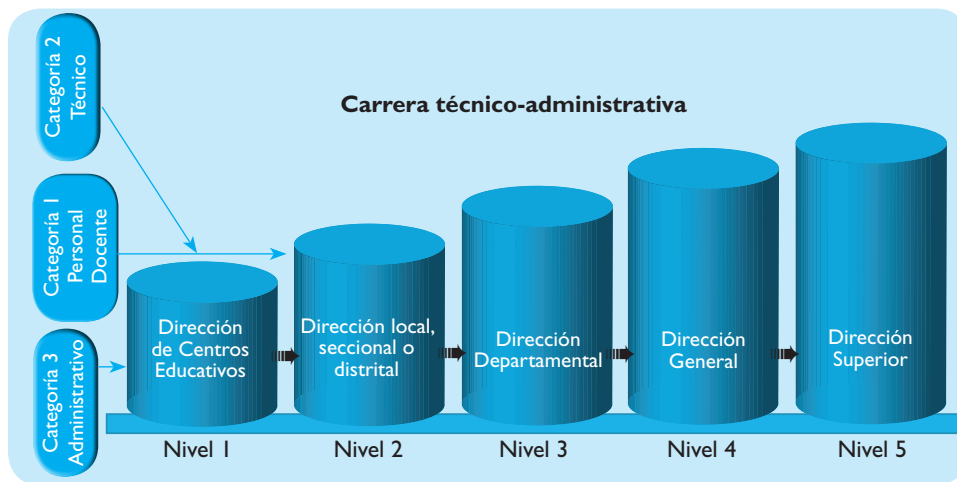 Carrera técnico-administrativa
Categoría 2
Técnico
Categoría 1
Personal
Docente
Categoría 3
Administrativo
Dirección
de Centros
Educativos
Dirección local,
seccional o
distrital
Dirección
Departamental
Dirección
General
Dirección
Superior
Nivel 1
Nivel 2
Nivel 3
Nivel 4
Nivel 5